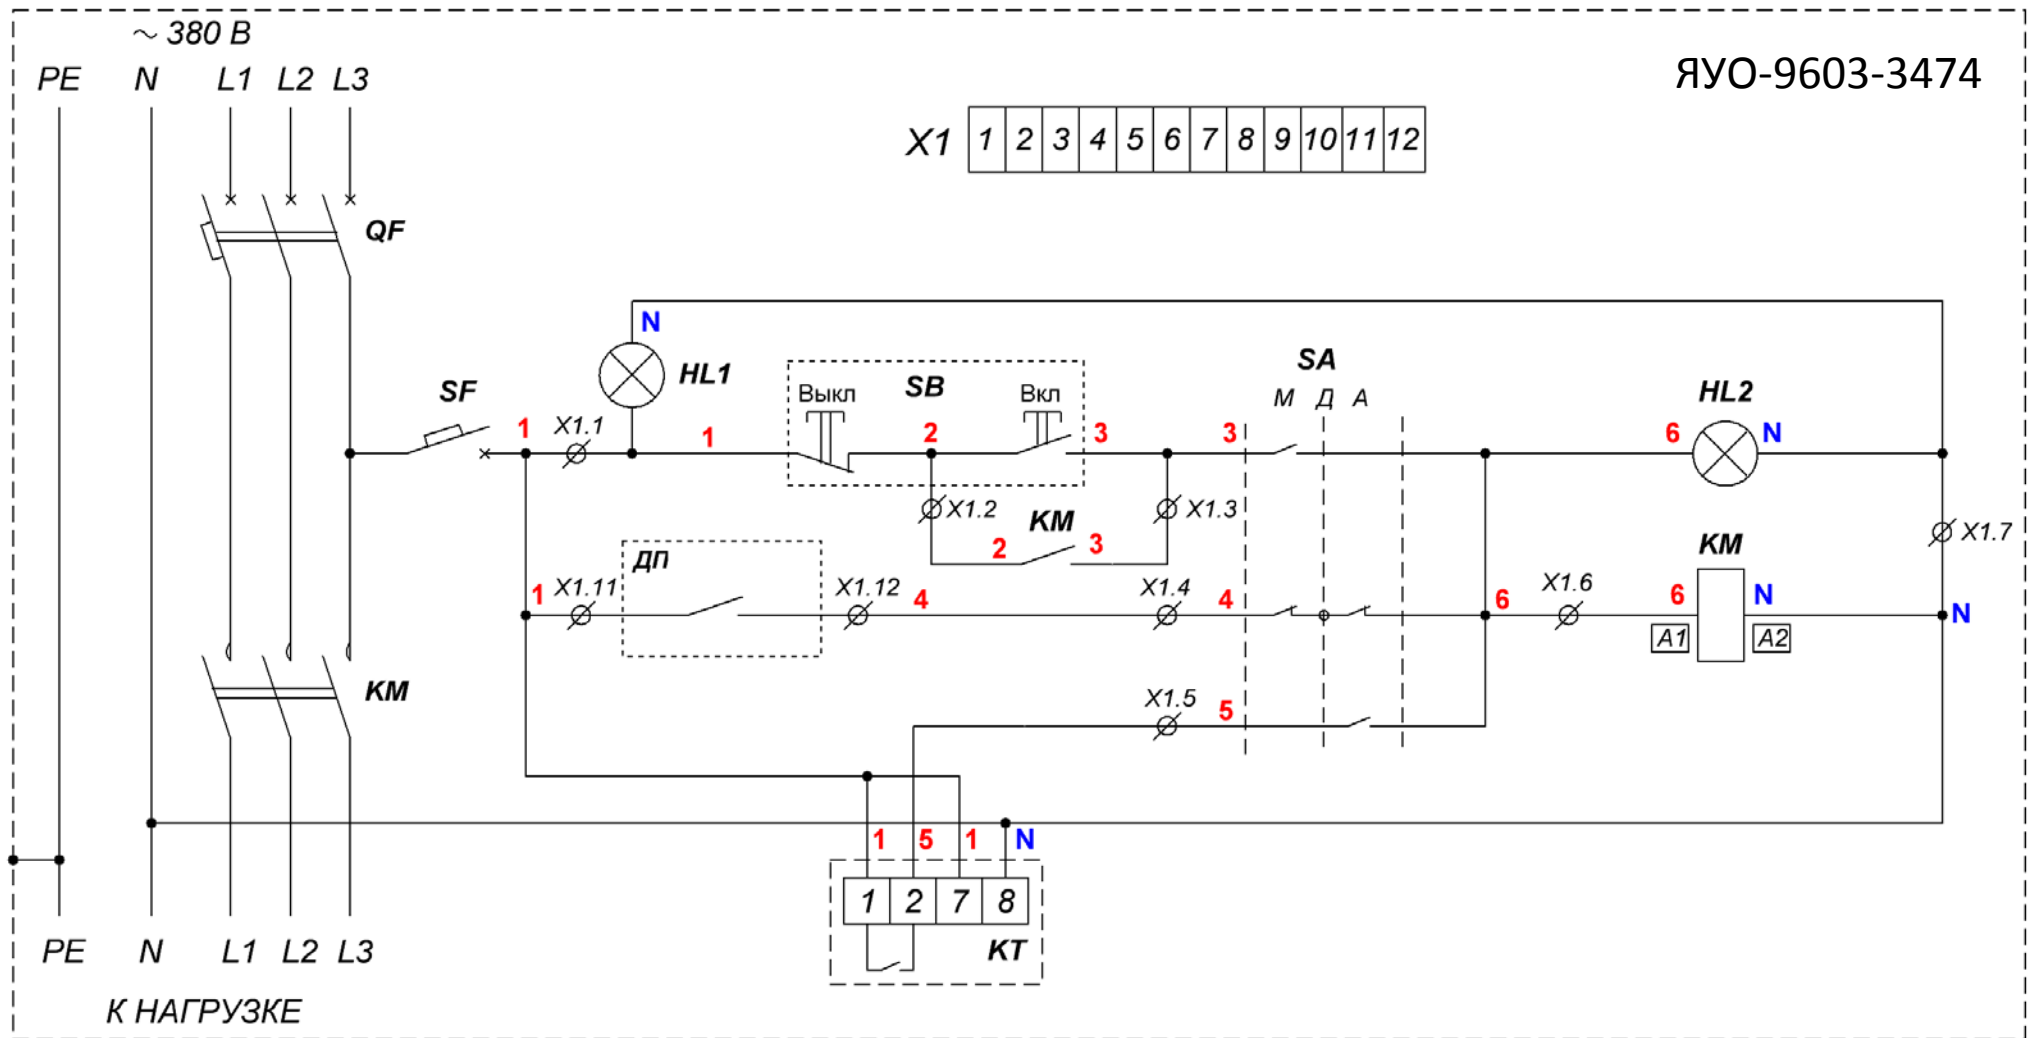 ~ 380 В
ЯУО-9603-3474
PE N L1 L2 L3
X1 1 2 3 4 5 6 7 8 9 10 11 12
QF
N
HL1
SA
SF
SB
HL2
Выкл
Вкл
М Д А
1
X1.1
1
2
3
3
6
N
X1.2
KM
X1.3
X1.7
2
3
KM
ДП
1
X1.11
X1.12
4
X1.4
4
6
X1.6
6
N
N
A1
A2
KM
X1.5
5
1 5 1 N
1 2 7 8
KT
PE N L1 L2 L3
К НАГРУЗКЕ